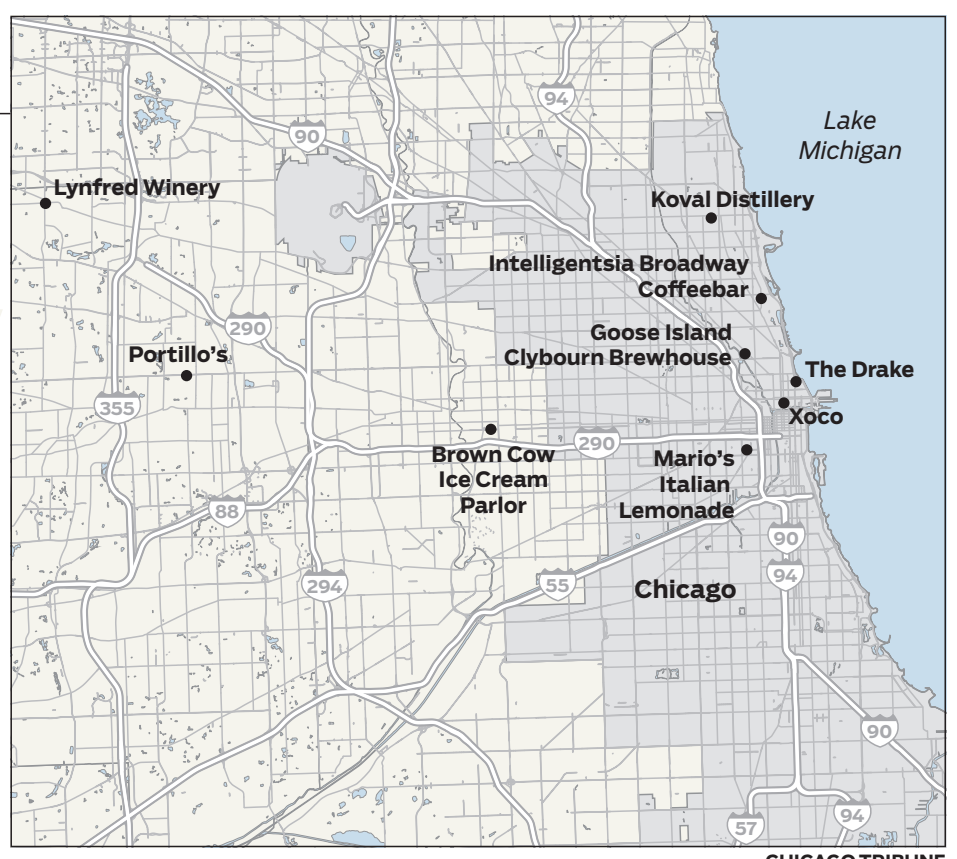 94
Lake
Michigan
90
Lynfred Winery
Koval Distillery
Intelligentsia Broadway
Coffeebar
290
Goose Island
Clybourn Brewhouse
Portillo's
The Drake
355
Xoco
290
Brown Cow
Ice Cream
Parlor
Mario's
Italian
Lemonade
88
90
294
55
94
Chicago
90
57
94
CHICAGO TRIBUNE